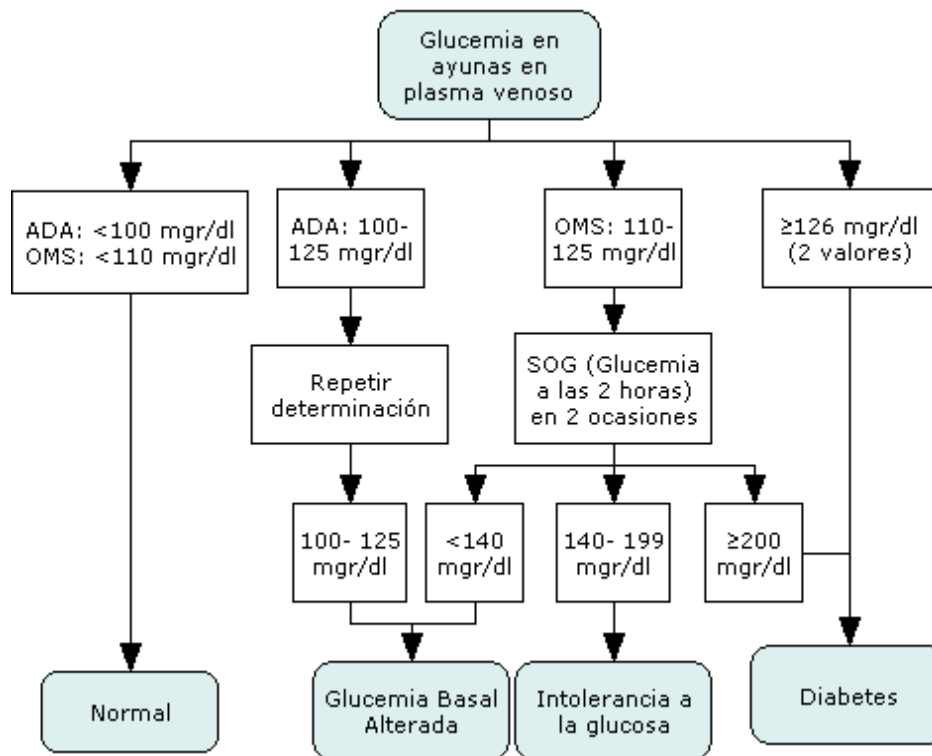 Glucemia en
ayunas en
plasma venoso
ADA: <100 mgr/dl
OMS: <110 mgr/dl
ADA: 100-
125 mgr/dl
OMS: 110-
125 mgr/dl
≥126 mgr/dl
(2 valores)
Repetir
determinación
SOG (Glucemia
a las 2 horas)
en 2 ocasiones
100- 125
mgr/dl
<140
mgr/dl
140- 199
mgr/dl
≥200
mgr/dl
Normal
Glucemia Basal
Alterada
Intolerancia a
la glucosa
Diabetes